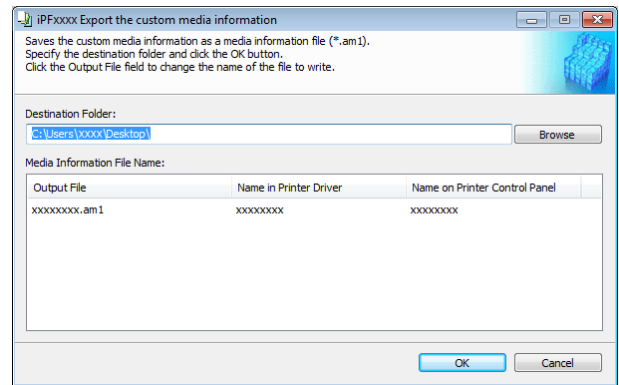 iPFxxxx Export the custom media information
Saves the custom media information as a media information file (*.am1).
Specify the destination folder and click the OK button.
Click the Output File field to change the name of the file to write.
Destination Folder:
C:\Users\xxxx\Desktop\
Browse
Media Information File Name:
Output File Name in Printer Driver Name on Printer Control Panel
xxxxxxxx.am1 xxxxxxxx xxxxxxxx
OK Cancel